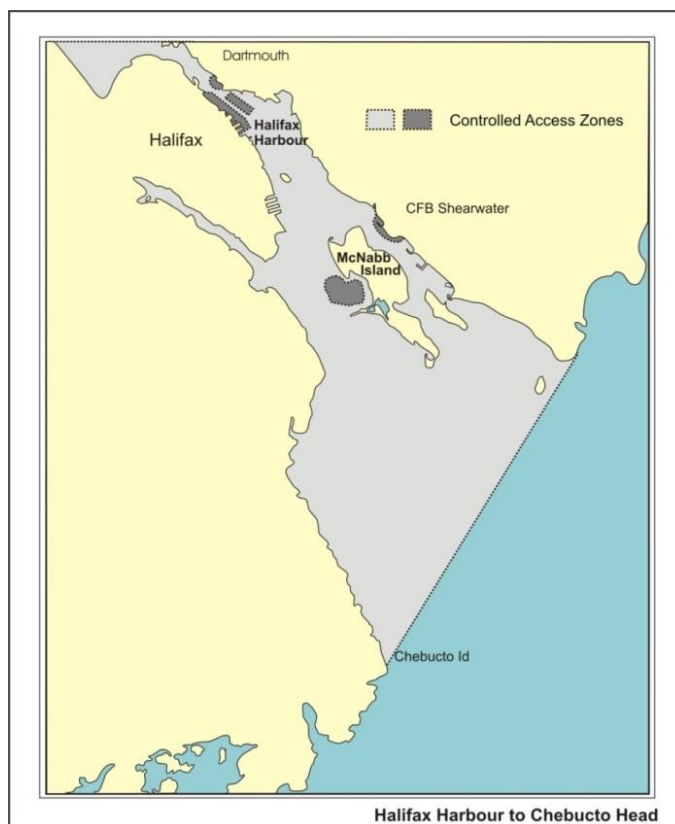 Dartmouth
Halifax
Halifax
Harbour
Controlled Access Zones
CFB Shearwater
McNabb
Island
Chebucto Id
Halifax Harbour to Chebucto Head